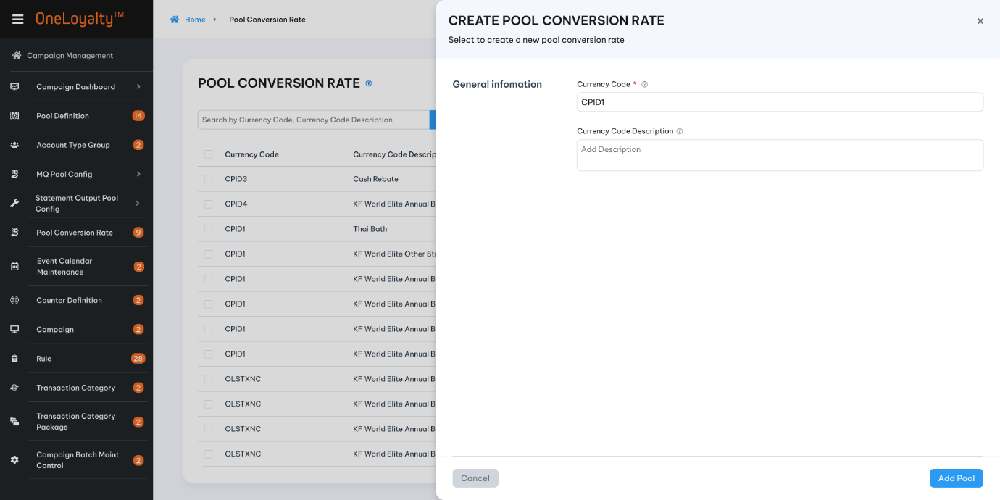 OneLoyalty™
Campaign Management
Campaign Dashboard
Pool Definition 14
Account Type Group 2
MQ Pool Config
Statement Output Pool
Config
Pool Conversion Rate 9
Event Calendar
Maintenance 2
Counter Definition 2
Campaign 2
Rule 28
Transaction Category 2
Transaction Category
Package 2
Campaign Batch Maint
Control 2
Home > Pool Conversion Rate
POOL CONVERSION RATE
Search by Currency Code, Currency Code Description
Currency Code Currency Code Descrip
CPID3 Cash Rebate
CPID4 KF World Elite Annual B
CPID1 Thai Bath
CPID1 KF World Elite Other Str
CPID1 KF World Elite Annual B
CPID1 KF World Elite Annual B
CPID1 KF World Elite Annual B
CPID1 KF World Elite Annual B
OLSTXNC KF World Elite Annual B
OLSTXNC KF World Elite Annual B
OLSTXNC KF World Elite Annual B
OLSTXNC KF World Elite Annual B
CREATE POOL CONVERSION RATE
Select to create a new pool conversion rate
General infomation
Currency Code *
CPID1
Currency Code Description
Add Description
Cancel
Add Pool